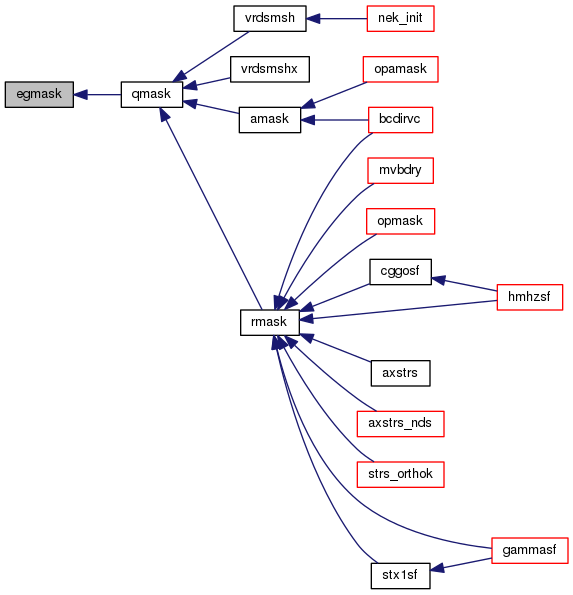 vrdsmsh
nek_init
vrdsmshx
opamask
egmask
qmask
amask
bcdirvc
mvbdry
opmask
cggosf
hmhzsf
rmask
axstrs
axstrs_nds
strs_orthok
gammasf
stx1sf